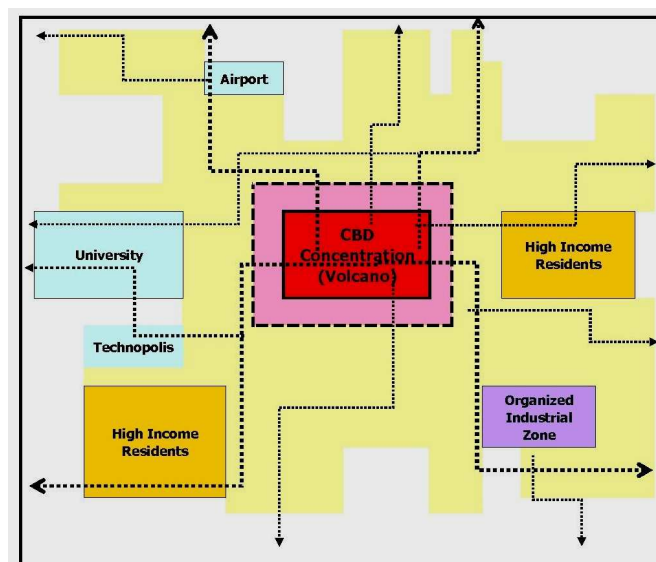 Airport
CBD
Concentration
(Volcano)
University
High Income
Residents
Technopolis
High Income
Residents
Organized
Industrial
Zone